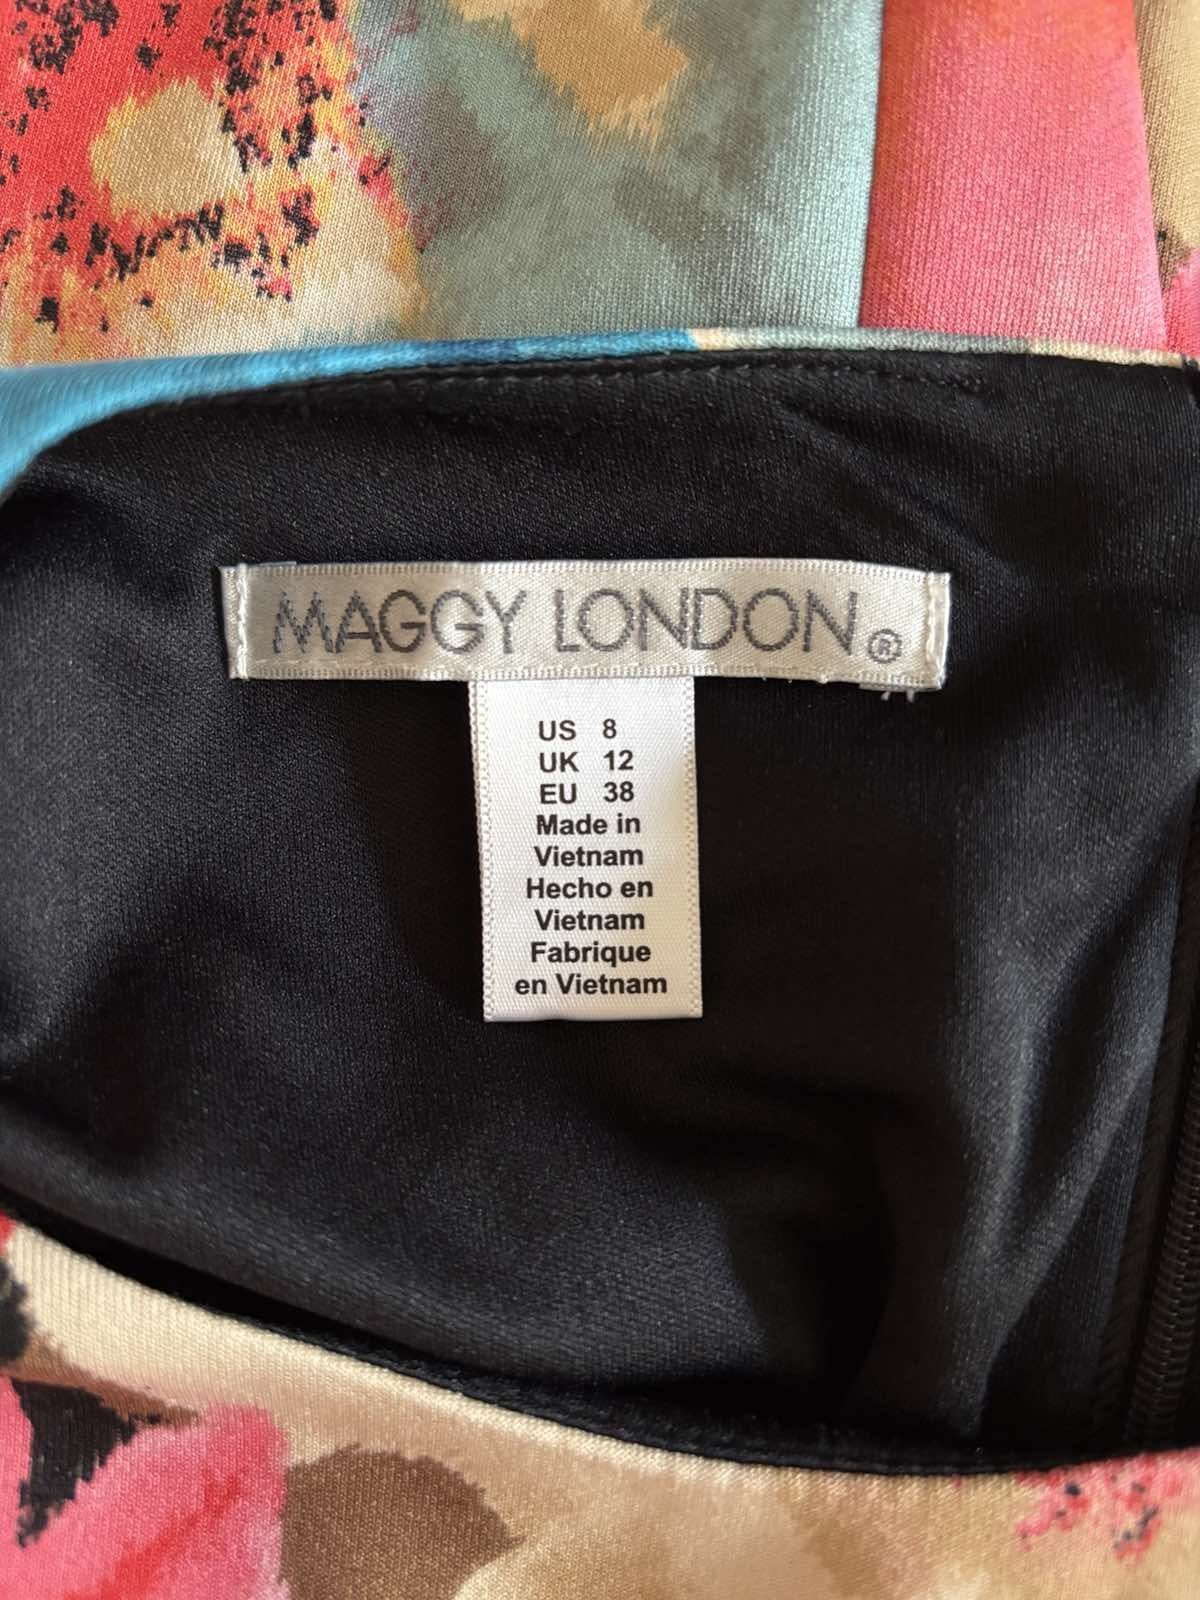 MAGGY LONDON®
US 8
UK 12
EU 38
Made in
Vietnam
Hecho en
Vietnam
Fabrique
en Vietnam